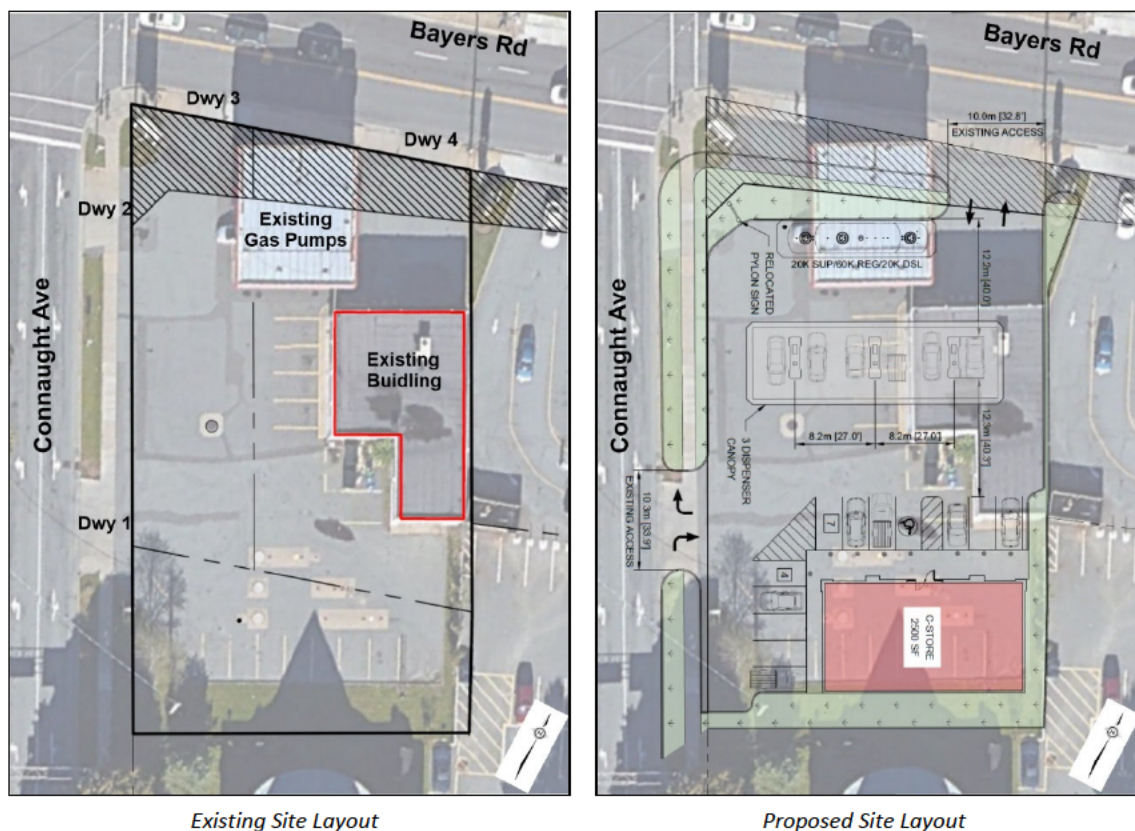 Bayers Rd
Dwy 3
Dwy 4
Dwy 2
Existing
Gas Pumps
Connaught Ave
Existing
Buidling
Dwy 1
N
Existing Site Layout
Bayers Rd
10.0m [32.8']
EXISTING ACCESS
20K SUP/60K REG/20K DSL
RELOCATED
PYLON SIGN
12.2m [40.0']
Connaught Ave
8.2m [27.0']
8.2m [27.0']
12.3m [40.3']
3 DISPENSER
CANOPY
10.3m [33.9']
EXISTING ACCESS
7
4
C-STORE
2500 SF
N
Proposed Site Layout